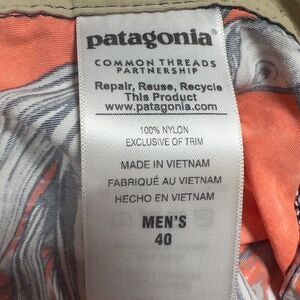 patagonia®
COMMON THREADS
PARTNERSHIP
Repair, Reuse, Recycle
This Product
www.patagonia.com
100% NYLON
EXCLUSIVE OF TRIM
MADE IN VIETNAM
FABRIQUÉ AU VIETNAM
HECHO EN VIETNAM
MEN'S
40